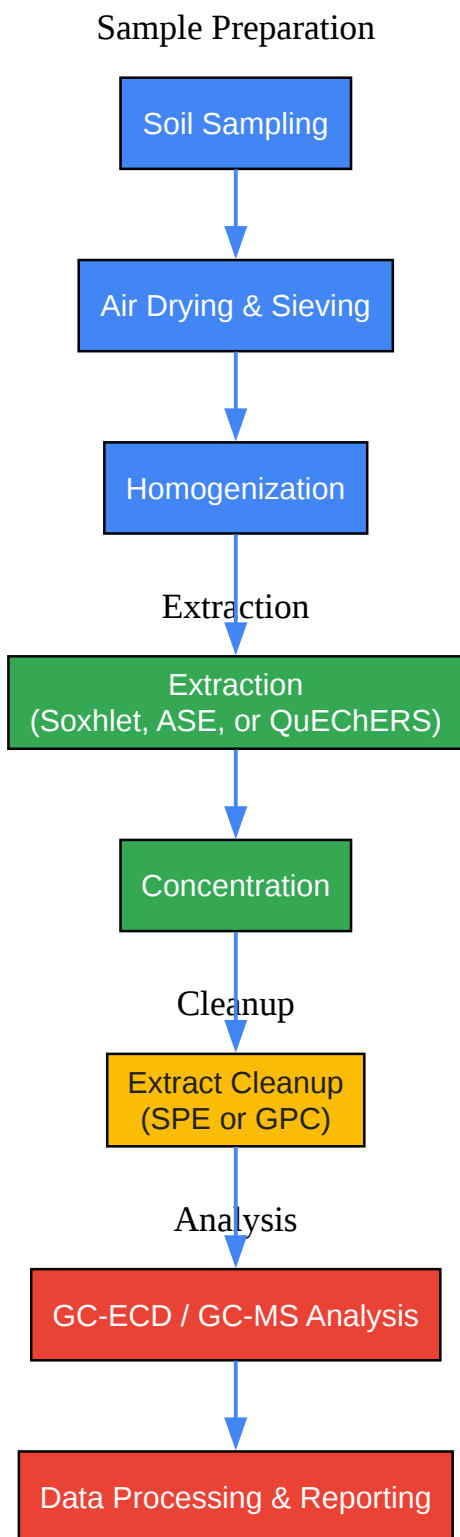 Sample Preparation
Soil Sampling
Air Drying & Sieving
Homogenization
Extraction
Extraction
(Soxhlet, ASE, or QuEChERS)
Concentration
Cleanup
Extract Cleanup
(SPE or GPC)
Analysis
GC-ECD / GC-MS Analysis
Data Processing & Reporting